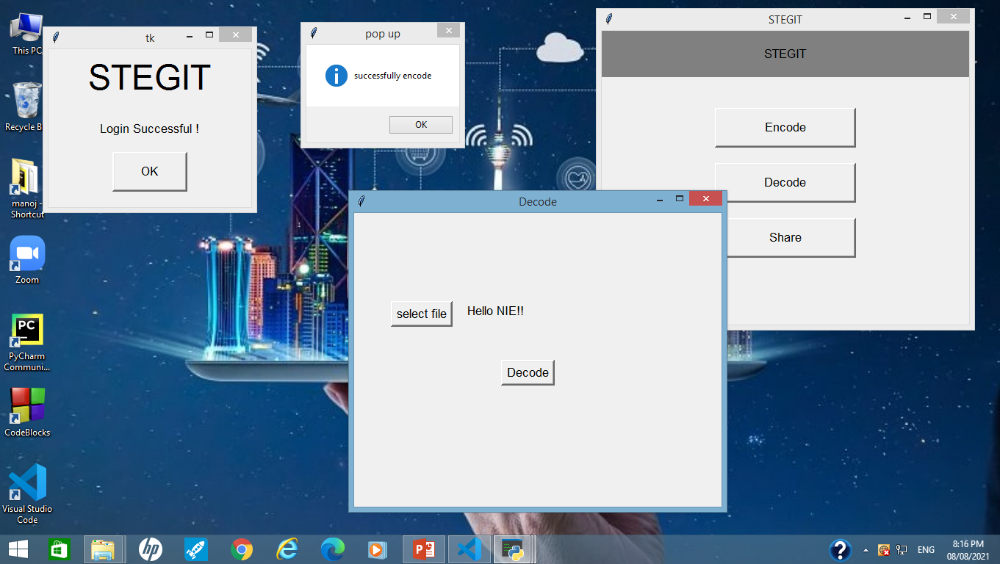 This PC
Recycle B
manoj -
Shortcut
Zoom
PC
PyCharm
Communi...
CodeBlocks
Visual Studio
Code
tk
STEGIT
Login Successful !
OK
pop up
successfully encode
OK
STEGIT
STEGIT
Encode
Decode
Share
Decode
select file
Hello NIE!!
Decode
hp
P
ENG
8:16 PM
08/08/2021